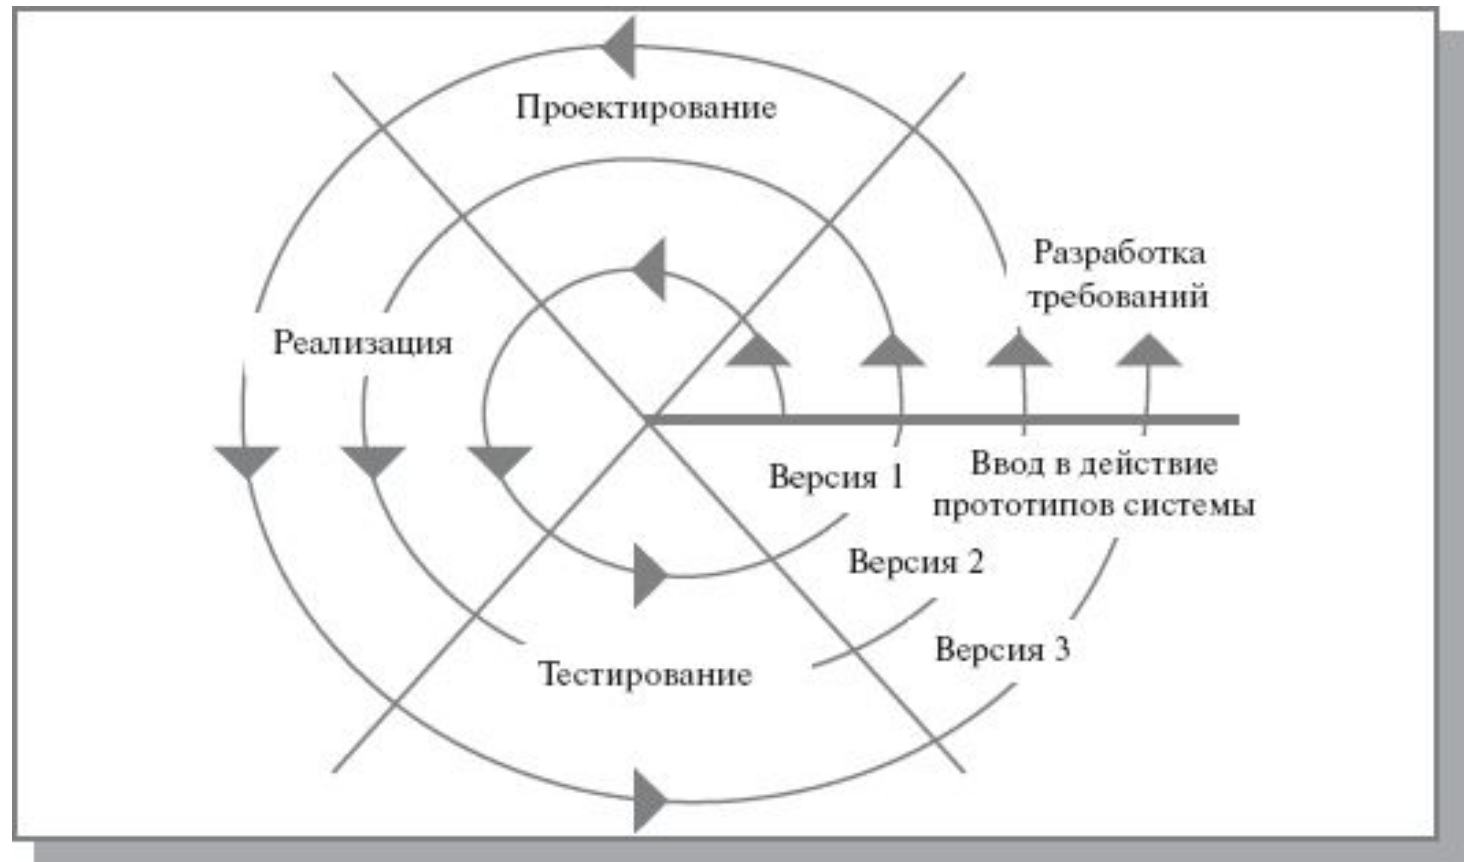 Проектирование
Разработка
требований
Реализация
Ввод в действие
прототипов системы
Версия 1
Версия 2
Версия 3
Тестирование